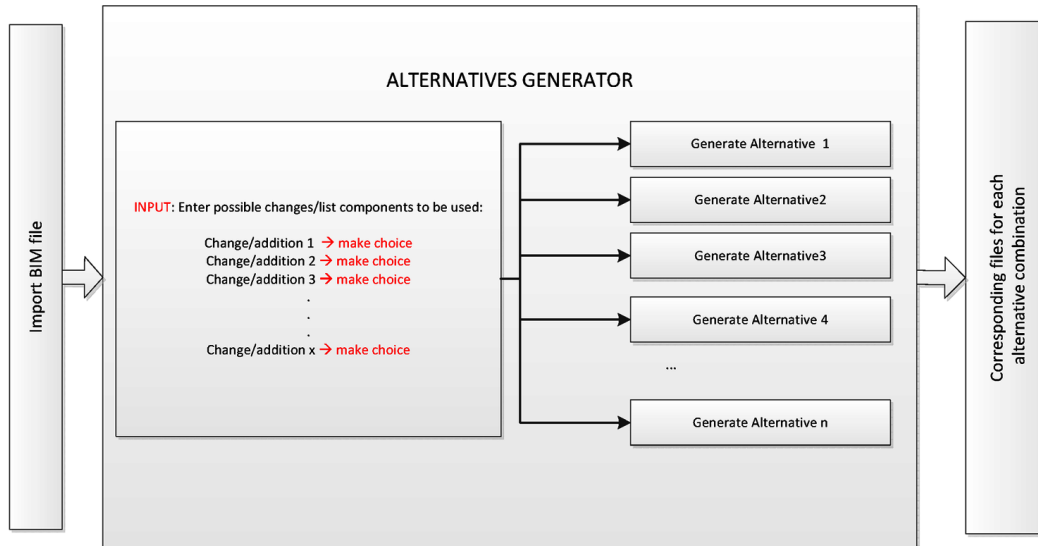 Import BIM file
ALTERNATIVES GENERATOR
INPUT: Enter possible changes/list components to be used:
Change/addition 1 → make choice
Change/addition 2 → make choice
Change/addition 3 → make choice
.
.
.
Change/addition x → make choice
Generate Alternative 1
Generate Alternative2
Generate Alternative3
Generate Alternative 4
...
Generate Alternative n
Corresponding files for each
alternative combination